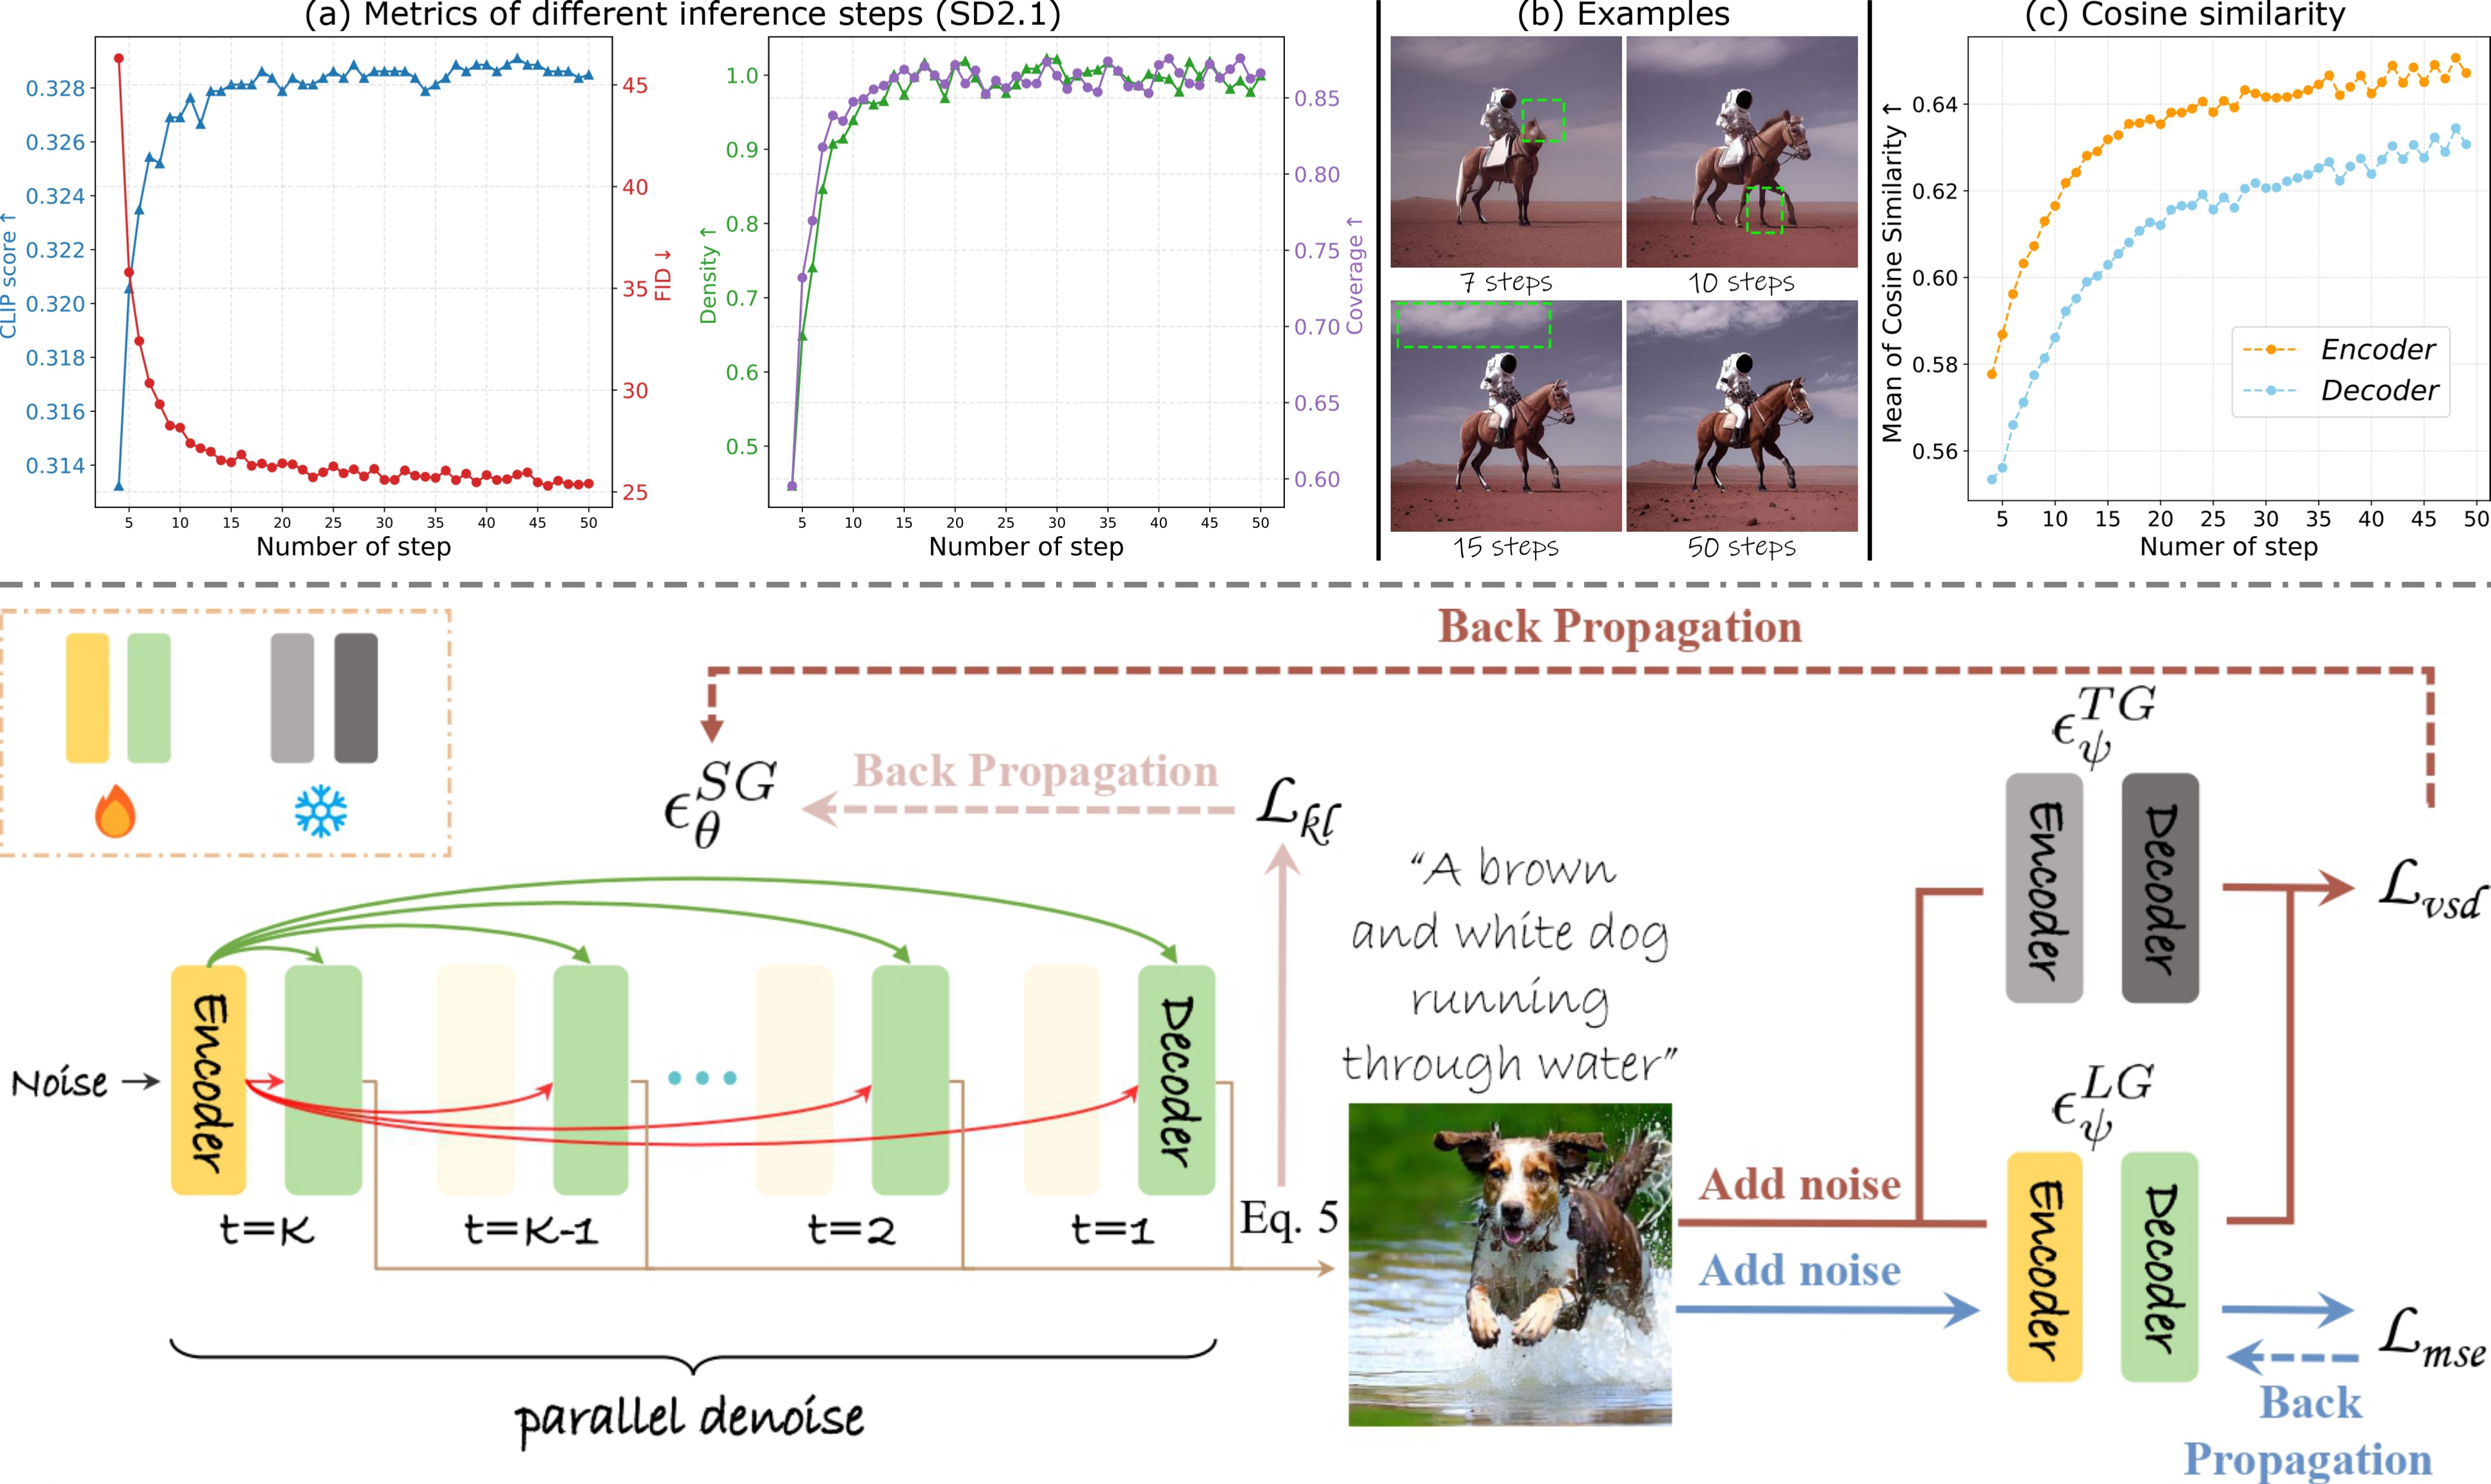 (a) Metrics of different inference steps (SD2.1)
0.328
0.326
0.324
0.322
0.320
0.318
0.316
0.314
CLIP score ↑
45
40
35
30
25
FID ↓
5 10 15 20 25 30 35 40 45 50
Number of step
1.0
0.9
0.8
0.7
0.6
0.5
Density ↑
0.85
0.80
0.75
0.70
0.65
0.60
Coverage ↑
5 10 15 20 25 30 35 40 45 50
Number of step
(b) Examples
7 steps
10 steps
15 steps
50 steps
(c) Cosine similarity
Mean of Cosine Similarity ↑
0.64
0.62
0.60
0.58
0.56
Encoder
Decoder
5 10 15 20 25 30 35 40 45 50
Numer of step
Back Propagation
ϵ_θ^{SG}
Back Propagation
ℒ_{kl}
Noise
Encoder
Decoder
t=K
t=K-1
t=2
t=1
Eq. 5
parallel denoise
“A brown
and white dog
running
through water”
Add noise
Add noise
ϵ_ψ^{TG}
Encoder
Decoder
ℒ_{vsd}
ϵ_ψ^{LG}
Encoder
Decoder
ℒ_{mse}
Back
Propagation